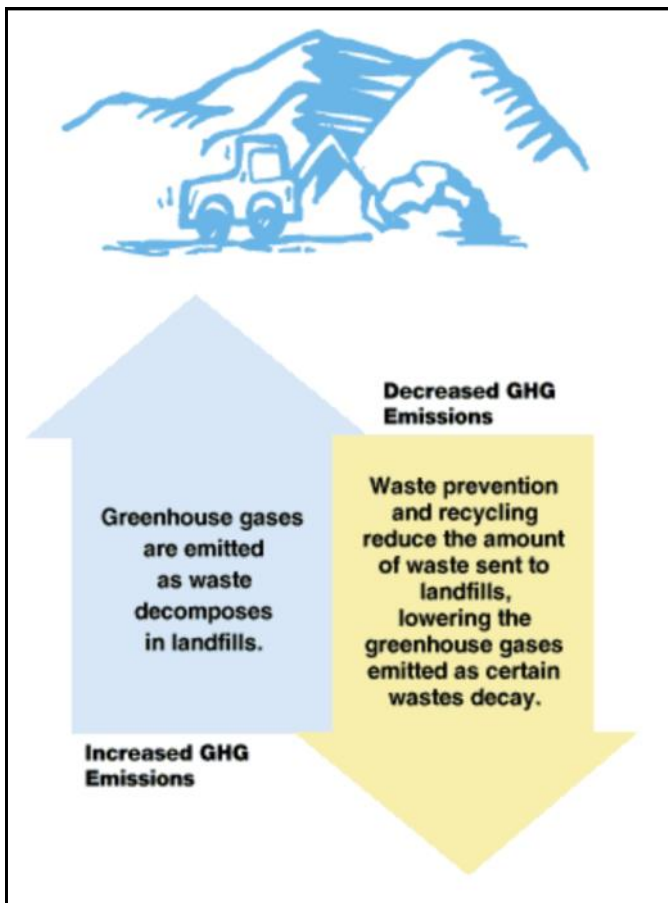 Decreased GHG
Emissions
Greenhouse gases
are emitted
as waste
decomposes
in landfills.
Waste prevention
and recycling
reduce the amount
of waste sent to
landfills,
lowering the
greenhouse gases
emitted as certain
wastes decay.
Increased GHG
Emissions